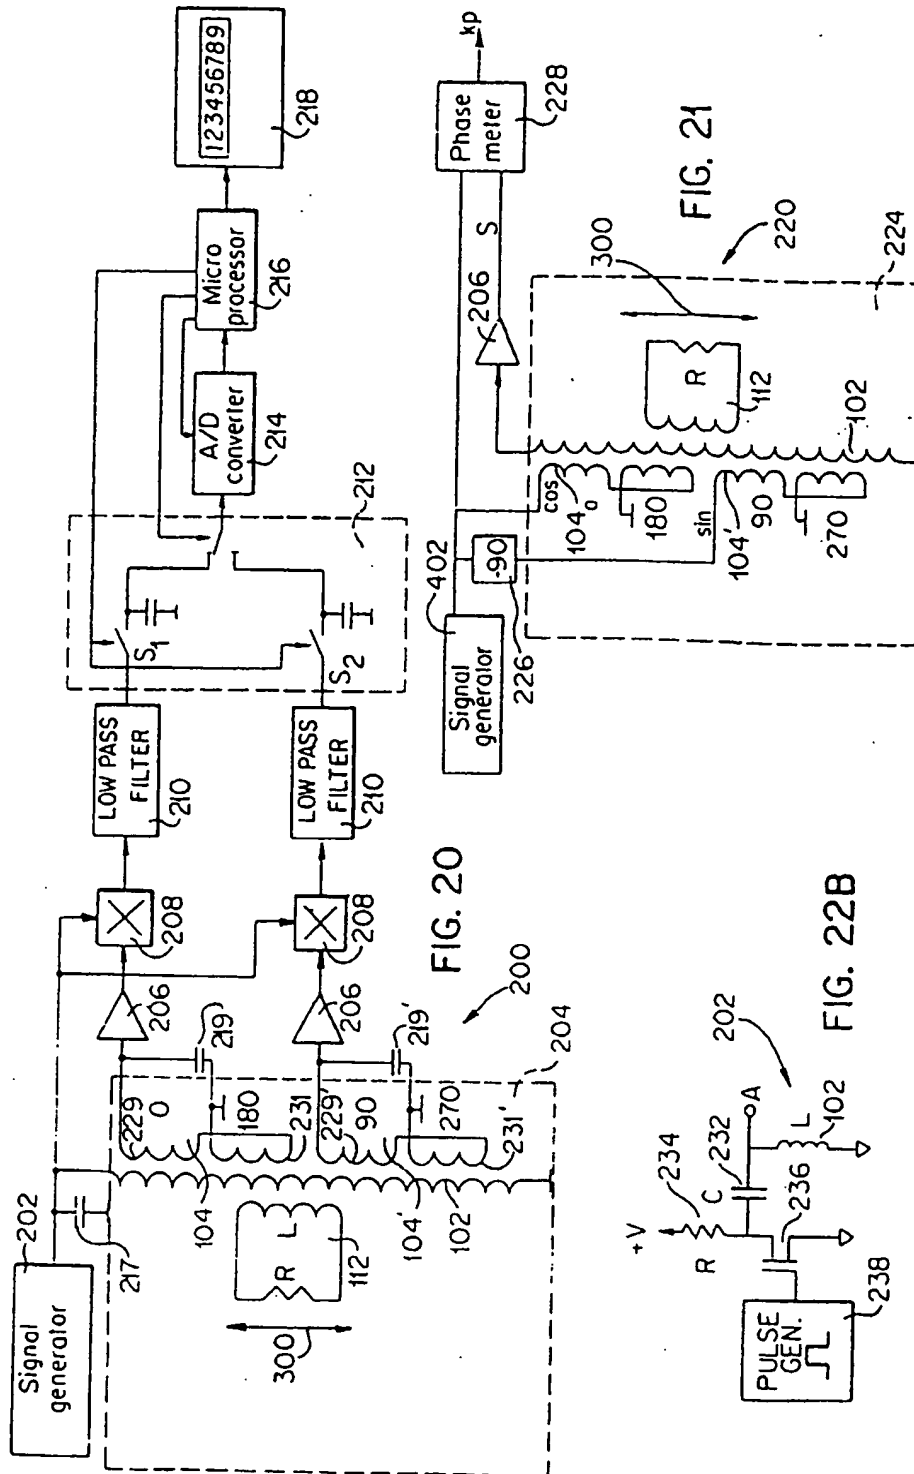 Signal
generator
202
217
300
R
L
112
104
104'
102
229
0
180
231
229'
90
270
231'
204
200
219
219'
206
206
208
208
LOW PASS
FILTER
210
LOW PASS
FILTER
210
S1
S2
212
A/D
converter
214
Micro
processor
216
123456789
218
FIG. 20
Signal
generator
402
-90
226
cos
104
0
180
sin
104'
90
270
102
R
112
300
206
S
Phase
meter
228
kp
220
224
FIG. 21
PULSE
GEN.
238
+V
234
R
C
232
236
A
L
102
202
FIG. 22B